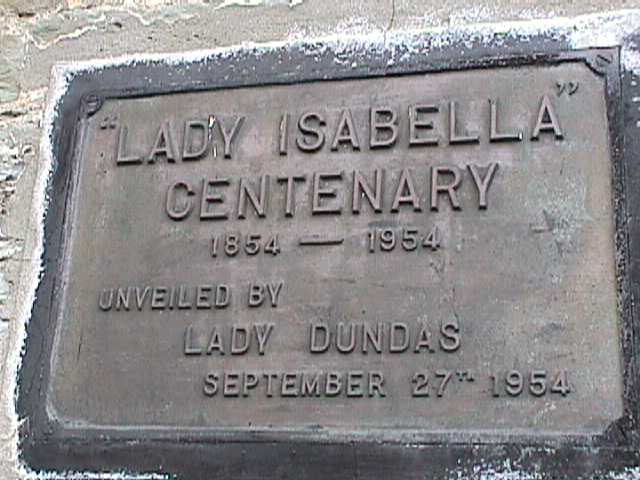 "LADY ISABELLA"
CENTENARY
1854 — 1954
UNVEILED BY
LADY DUNDAS
SEPTEMBER 27TH 1954